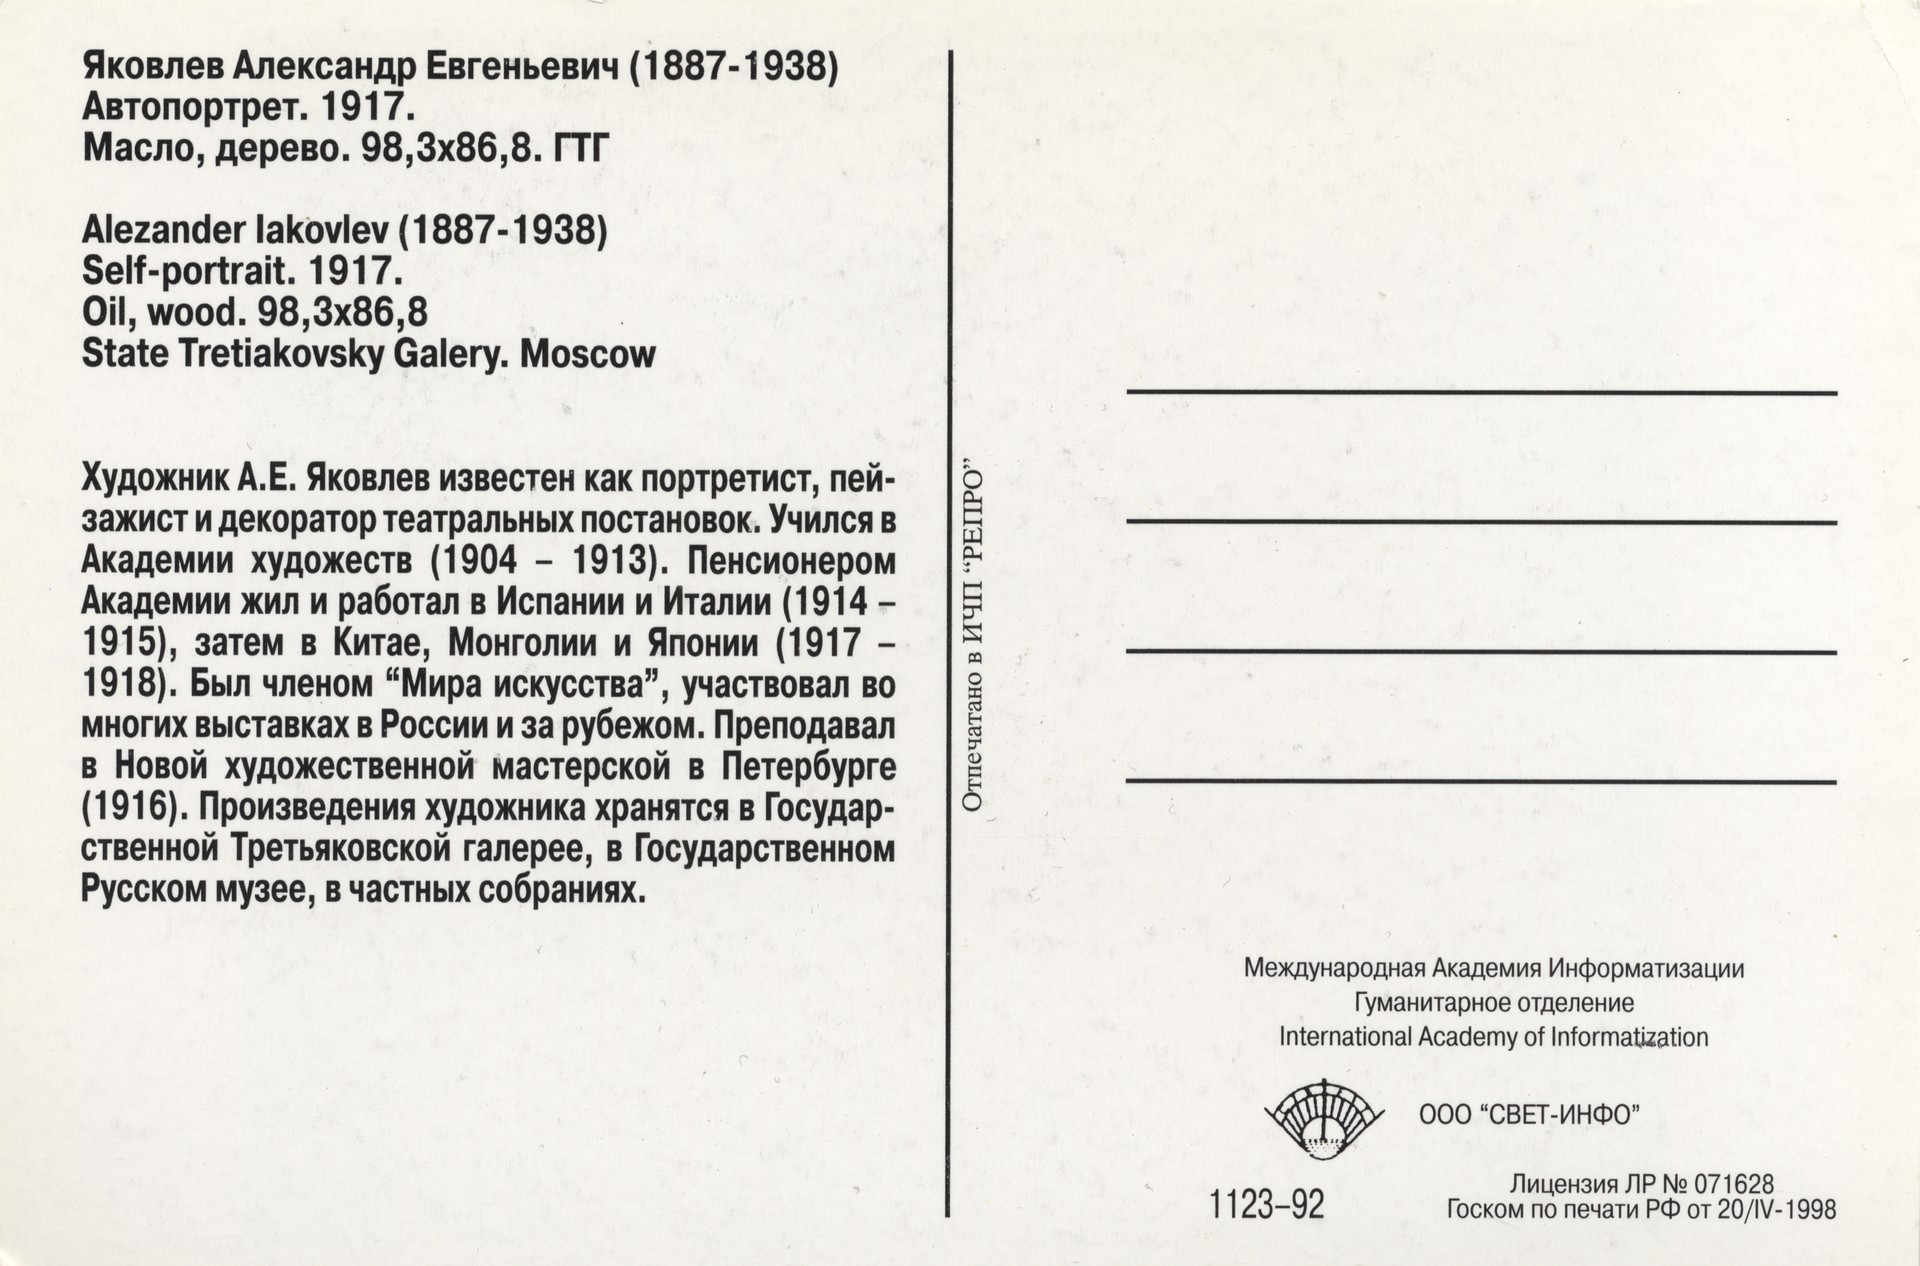 Яковлев Александр Евгеньевич (1887-1938)
Автопортрет. 1917.
Масло, дерево. 98,3х86,8. ГТГ
Alezander Iakovlev (1887-1938)
Self-portrait. 1917.
Oil, wood. 98,3x86,8
State Tretiakovsky Galery. Moscow
Художник А.Е. Яковлев известен как портретист, пей-
зажист и декоратор театральных постановок. Учился в
Академии художеств (1904 – 1913). Пенсионером
Академии жил и работал в Испании и Италии (1914 –
1915), затем в Китае, Монголии и Японии (1917 –
1918). Был членом “Мира искусства”, участвовал во
многих выставках в России и за рубежом. Преподавал
в Новой художественной мастерской в Петербурге
(1916). Произведения художника хранятся в Государ-
ственной Третьяковской галерее, в Государственном
Русском музее, в частных собраниях.
Отпечатано в ИЧП “РЕПРО”
Международная Академия Информатизации
Гуманитарное отделение
International Academy of Informatization
ООО “СВЕТ-ИНФО”
1123–92
Лицензия ЛР № 071628
Госком по печати РФ от 20/IV-1998